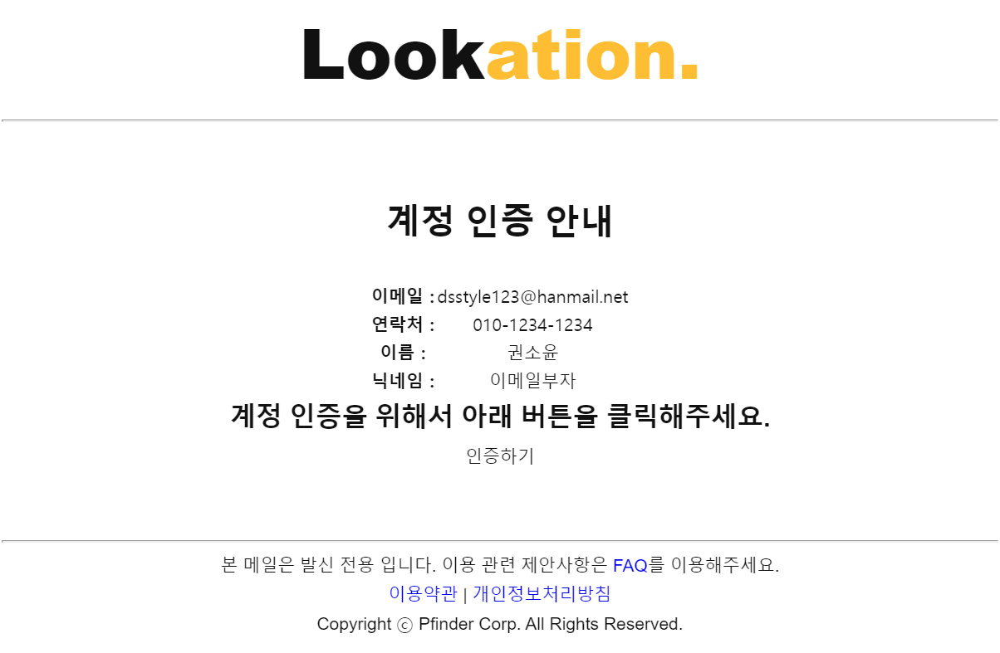 Lookation.
계정 인증 안내
이메일 : dsstyle123@hanmail.net
연락처 : 010-1234-1234
이름 : 권소윤
닉네임 : 이메일부자
계정 인증을 위해서 아래 버튼을 클릭해주세요.
인증하기
본 메일은 발신 전용 입니다. 이용 관련 제안사항은 FAQ를 이용해주세요.
이용약관 | 개인정보처리방침
Copyright ⓒ Pfinder Corp. All Rights Reserved.